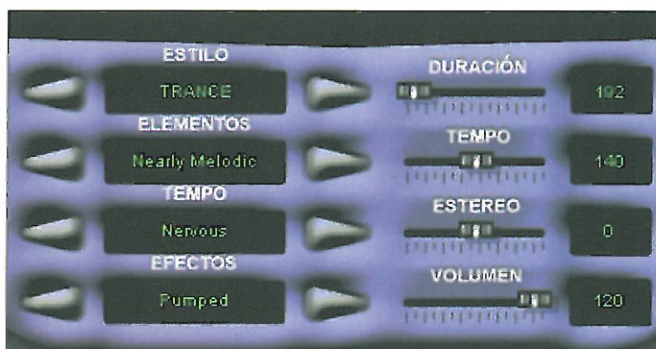 ESTILO
TRANCE
DURACIÓN
192
ELEMENTOS
Nearly Melodic
TEMPO
140
TEMPO
Nervous
ESTEREO
0
EFECTOS
Pumped
VOLUMEN
120